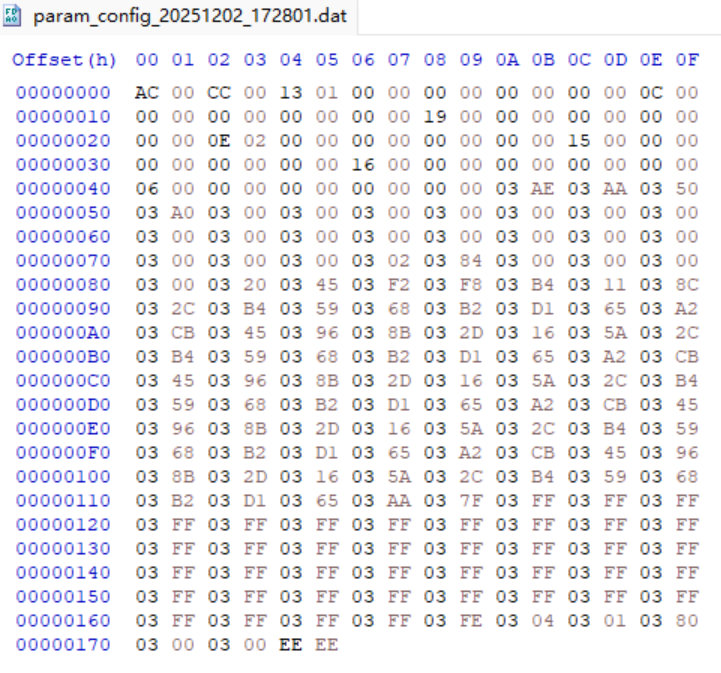 param_config_20251202_172801.dat
Offset(h) 00 01 02 03 04 05 06 07 08 09 0A 0B 0C 0D 0E 0F
00000000 AC 00 CC 00 13 01 00 00 00 00 00 00 00 00 0C 00
00000010 00 00 00 00 00 00 00 00 19 00 00 00 00 00 00 00
00000020 00 00 0E 02 00 00 00 00 00 00 00 00 15 00 00 00
00000030 00 00 00 00 00 00 16 00 00 00 00 00 00 00 00 00
00000040 06 00 00 00 00 00 00 00 00 00 03 AE 03 AA 03 50
00000050 03 A0 03 00 03 00 03 00 03 00 03 00 03 00 03 00
00000060 03 00 03 00 03 00 03 00 03 00 03 00 03 00 03 00
00000070 03 00 03 00 03 00 03 02 03 84 03 00 03 00 03 00
00000080 03 00 03 20 03 45 03 F2 03 F8 03 B4 03 11 03 8C
00000090 03 2C 03 B4 03 59 03 68 03 B2 03 D1 03 65 03 A2
000000A0 03 CB 03 45 03 96 03 8B 03 2D 03 16 03 5A 03 2C
000000B0 03 B4 03 59 03 68 03 B2 03 D1 03 65 03 A2 03 CB
000000C0 03 45 03 96 03 8B 03 2D 03 16 03 5A 03 2C 03 B4
000000D0 03 59 03 68 03 B2 03 D1 03 65 03 A2 03 CB 03 45
000000E0 03 96 03 8B 03 2D 03 16 03 5A 03 2C 03 B4 03 59
000000F0 03 68 03 B2 03 D1 03 65 03 A2 03 CB 03 45 03 96
00000100 03 8B 03 2D 03 16 03 5A 03 2C 03 B4 03 59 03 68
00000110 03 B2 03 D1 03 65 03 AA 03 7F 03 FF 03 FF 03 FF
00000120 03 FF 03 FF 03 FF 03 FF 03 FF 03 FF 03 FF 03 FF
00000130 03 FF 03 FF 03 FF 03 FF 03 FF 03 FF 03 FF 03 FF
00000140 03 FF 03 FF 03 FF 03 FF 03 FF 03 FF 03 FF 03 FF
00000150 03 FF 03 FF 03 FF 03 FF 03 FF 03 FF 03 FF 03 FF
00000160 03 FF 03 FF 03 FF 03 FF 03 FE 03 04 03 01 03 80
00000170 03 00 03 00 EE EE